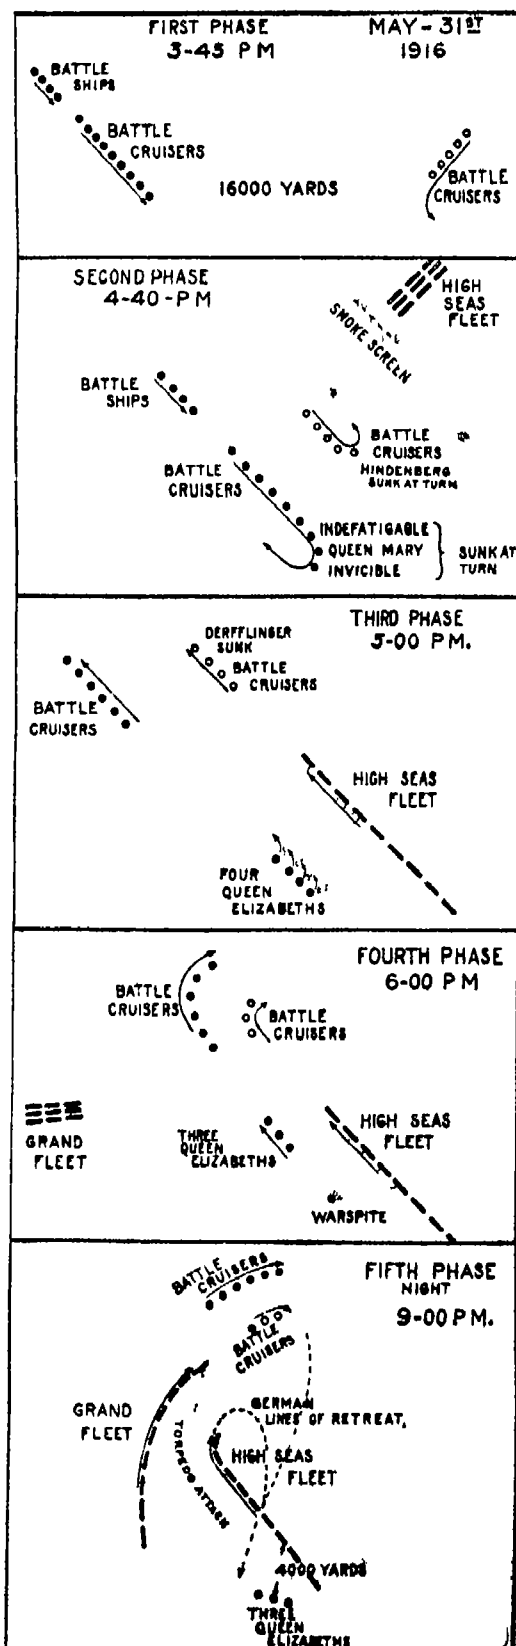 FIRST PHASE
3-45 PM
MAY-31ST
1916
BATTLE
SHIPS
BATTLE
CRUISERS
16000 YARDS
BATTLE
CRUISERS
SECOND PHASE
4-40-PM
HIGH
SEAS
FLEET
SMOKE SCREEN
BATTLE
SHIPS
BATTLE
CRUISERS
HINDENBERG
SUNK AT TURN
BATTLE
CRUISERS
INDEFATIGABLE
QUEEN MARY
INVICIBLE
SUNK AT
TURN
THIRD PHASE
5-00 PM.
DERFFLINGER
SUNK
BATTLE
CRUISERS
BATTLE
CRUISERS
HIGH SEAS
FLEET
FOUR
QUEEN
ELIZABETHS
FOURTH PHASE
6-00 PM
BATTLE
CRUISERS
BATTLE
CRUISERS
GRAND
FLEET
THREE
QUEEN
ELIZABETHS
HIGH SEAS
FLEET
WARSPITE
FIFTH PHASE
NIGHT
9-00 PM.
BATTLE
CRUISERS
BATTLE
CRUISERS
GRAND
FLEET
GERMAN
LINES OF RETREAT,
TORPEDO ATTACK
HIGH SEAS
FLEET
4000 YARDS
THREE
QUEEN
ELIZABETHS